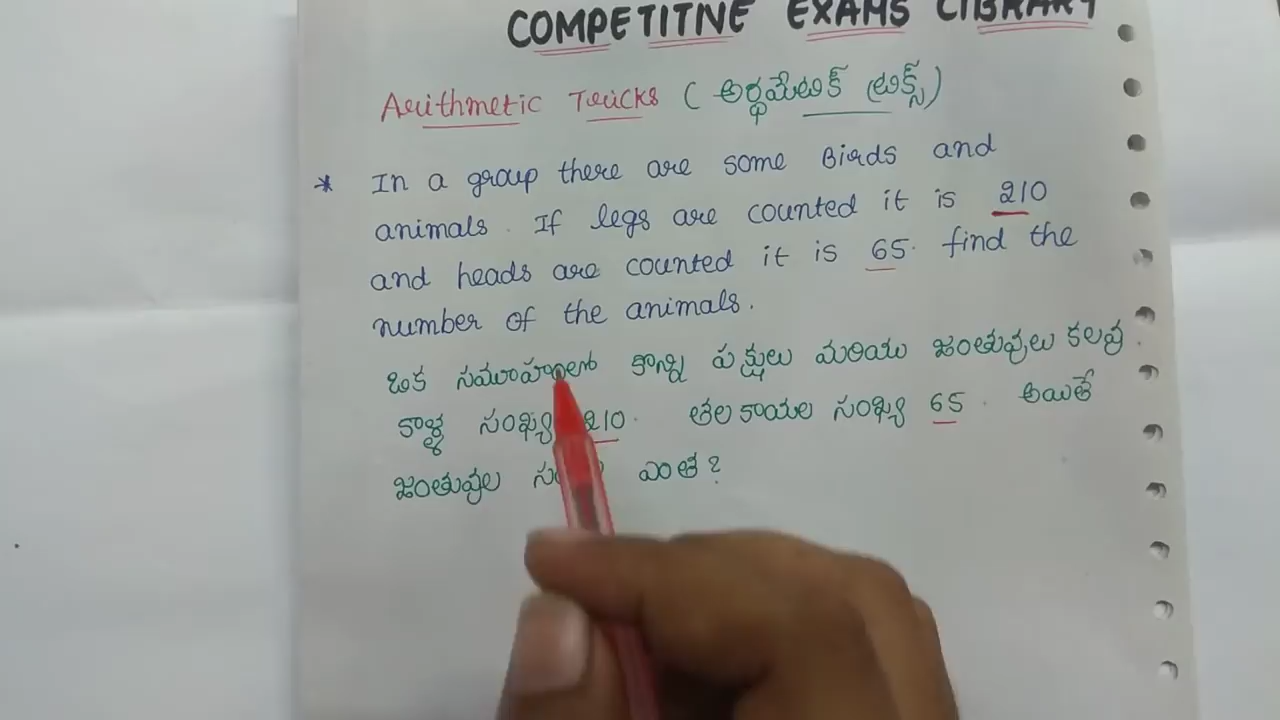 COMPETITNE EXAMS LIBRARY
Arithmetic Tricks ( అర్థమేటిక్ ట్రిక్స్)
* In a group there are some Birds and
animals. If legs are counted it is 210
and heads are counted it is 65. find the
number of the animals.
ఒక సమూహంలో కొన్ని పక్షులు మరియు జంతువులు కలవు.
కాళ్ళ సంఖ్య 210. తలకాయల సంఖ్య 65. అయితే
జంతువుల ఎంత?